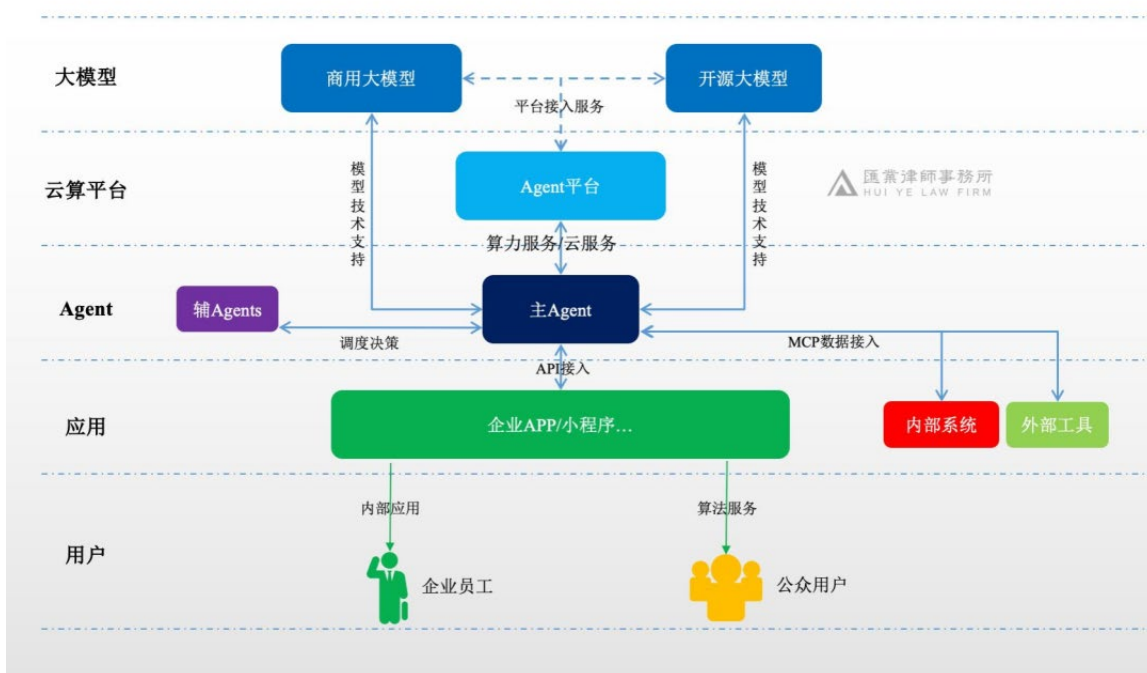 大模型
商用大模型
开源大模型
平台接入服务
云算平台
模型技术支持
Agent平台
模型技术支持
匯業律師事務所
HUI YE LAW FIRM
算力服务/云服务
Agent
辅Agents
主Agent
调度决策
MCP数据接入
API接入
应用
企业APP/小程序...
内部系统
外部工具
内部应用
算法服务
用户
企业员工
公众用户